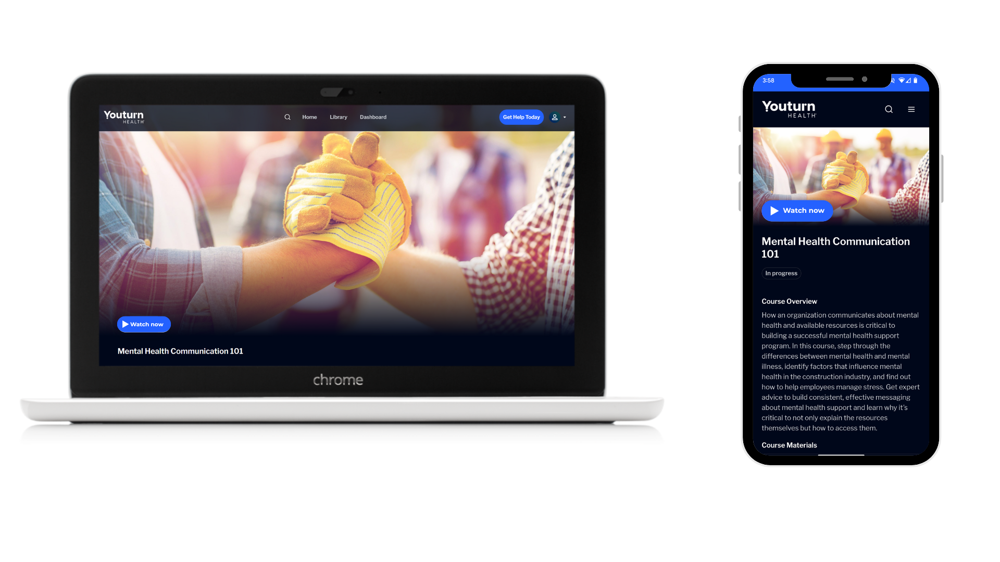 Youturn
HEALTH
Home
Library
Dashboard
Get Help Today
Watch now
Mental Health Communication 101
chrome
3:58
Youturn
HEALTH
Watch now
Mental Health Communication
101
In progress
Course Overview
How an organization communicates about mental
health and available resources is critical to
building a successful mental health support
program. In this course, step through the
differences between mental health and mental
illness, identify factors that influence mental
health in the construction industry, and find out
how to help employees manage stress. Get expert
advice to build consistent, effective messaging
about mental health support and learn why it's
critical to not only explain the resources
themselves but how to access them.
Course Materials